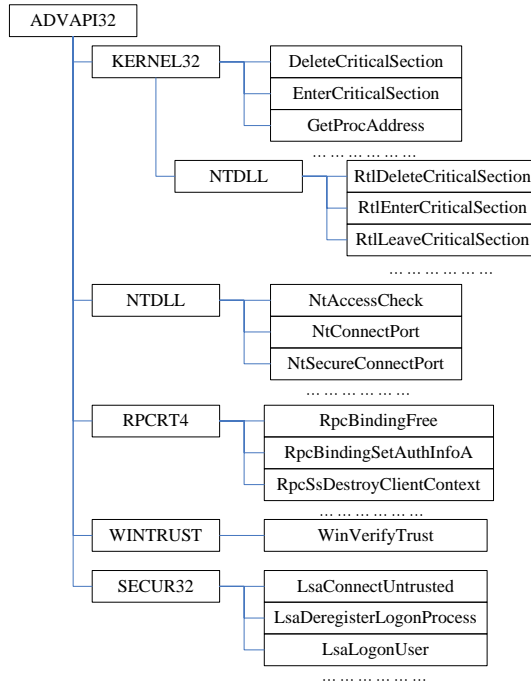 ADVAPI32
KERNEL32
DeleteCriticalSection
EnterCriticalSection
GetProcAddress
… … … … … …
NTDLL
RtlDeleteCriticalSection
RtlEnterCriticalSection
RtlLeaveCriticalSection
… … … … … …
NTDLL
NtAccessCheck
NtConnectPort
NtSecureConnectPort
… … … … … …
RPCRT4
RpcBindingFree
RpcBindingSetAuthInfoA
RpcSsDestroyClientContext
… … … … … …
WINTRUST
WinVerifyTrust
SECUR32
LsaConnectUntrusted
LsaDeregisterLogonProcess
LsaLogonUser
… … … … … …